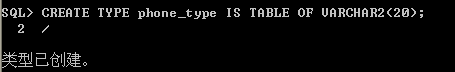 SQL> CREATE TYPE phone_type IS TABLE OF VARCHAR2(20);
2 /
类型已创建。